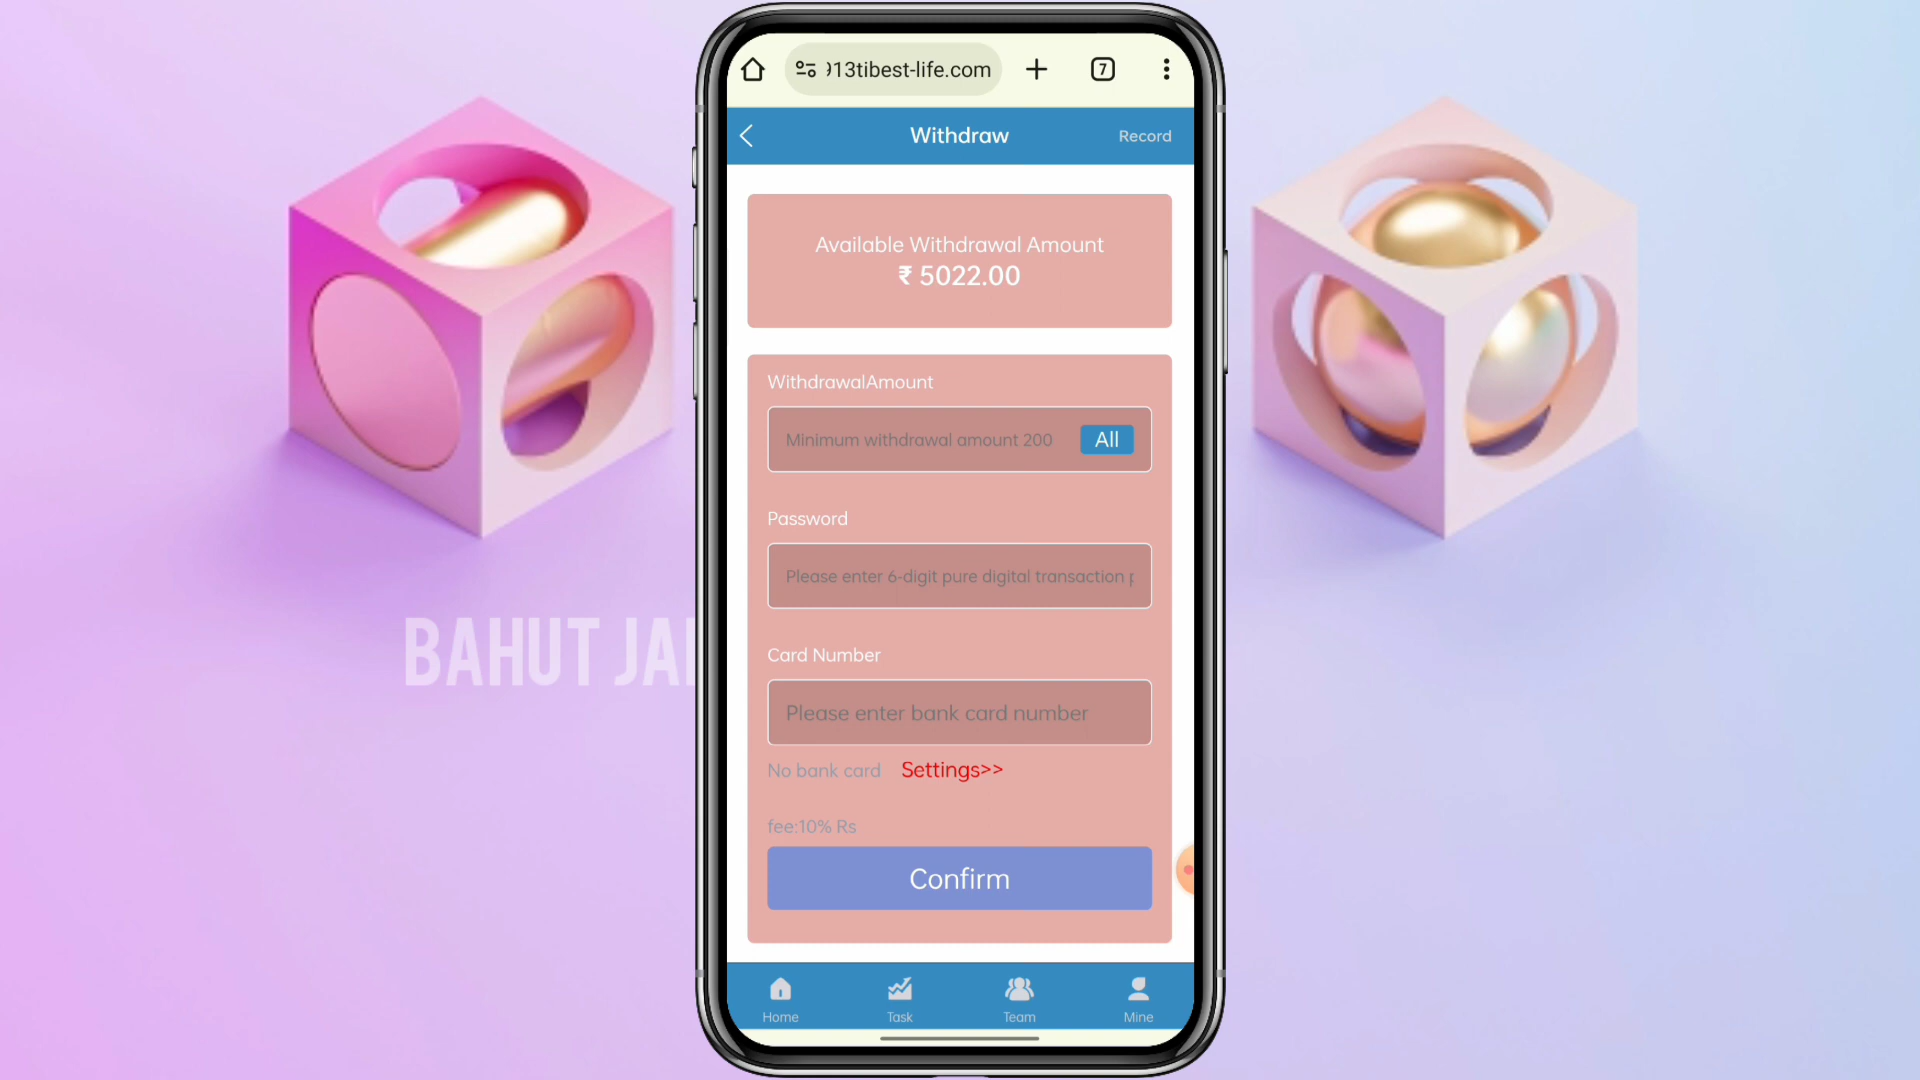 13tibest-life.com
7
Withdraw
Record
Available Withdrawal Amount
₹ 5022.00
WithdrawalAmount
Minimum withdrawal amount 200
All
Password
Please enter 6-digit pure digital transaction
Card Number
Please enter bank card number
No bank card Settings>>
fee:10% Rs
Confirm
Home Task Team Mine
BAHUT